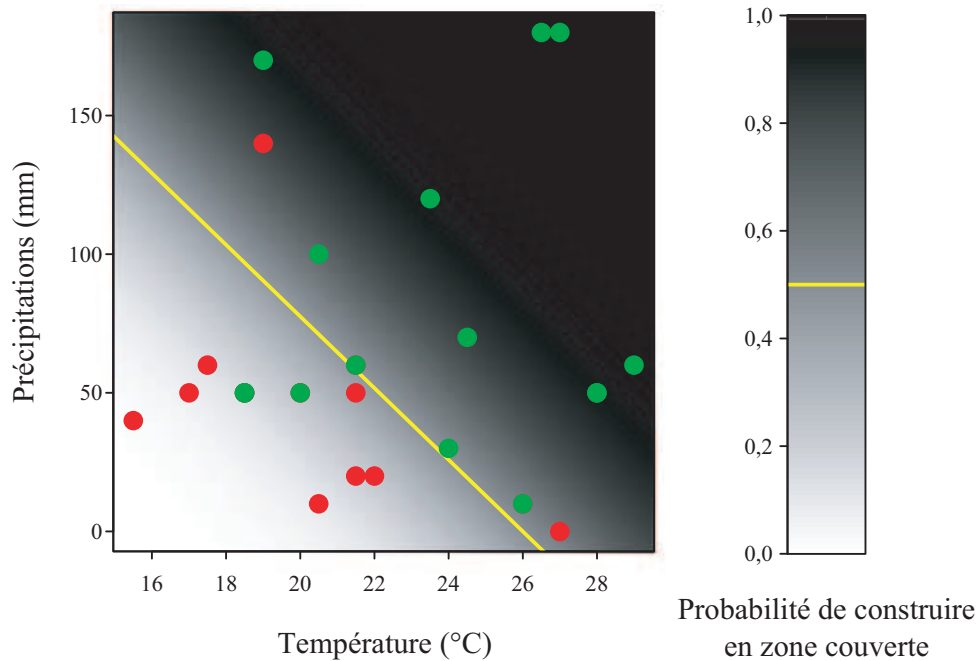 Précipitations (mm)
150
100
50
0
16 18 20 22 24 26 28
Température (°C)
1,0
0,8
0,6
0,4
0,2
0,0
Probabilité de construire
en zone couverte